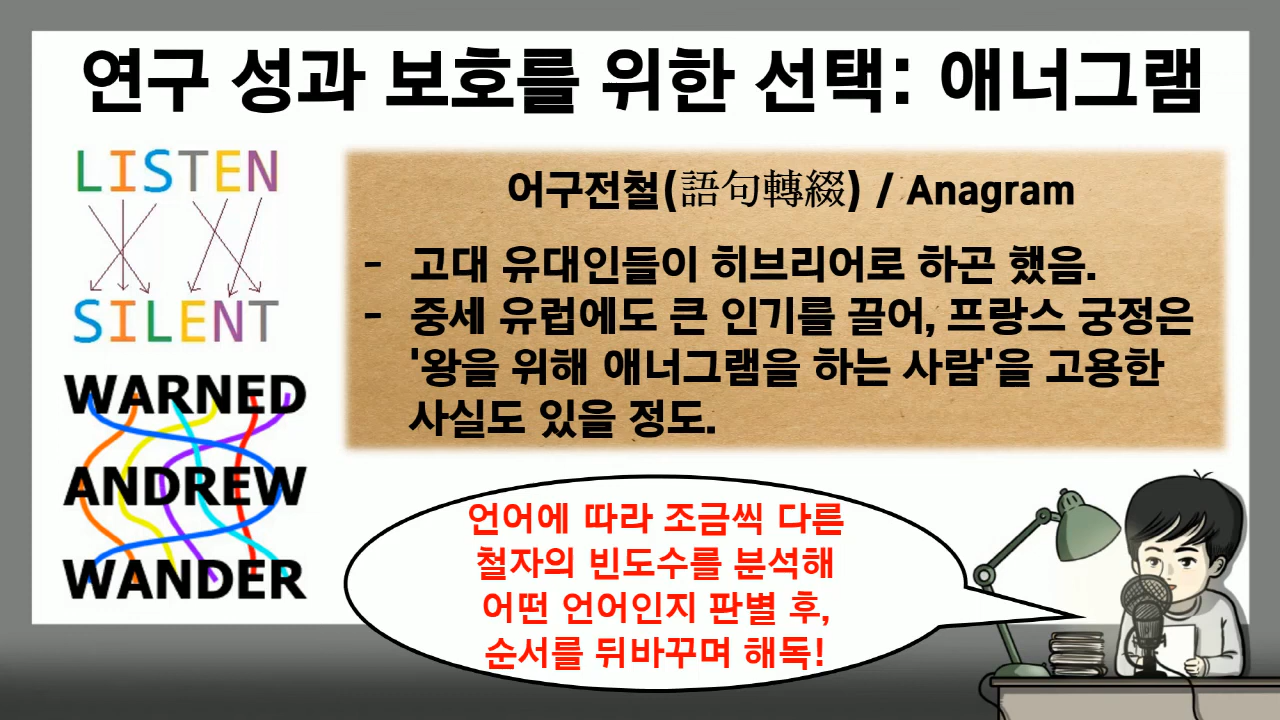 연구 성과 보호를 위한 선택: 애너그램
LISTEN
SILENT
WARNED
ANDREW
WANDER
어구전철(語句轉綴) / Anagram
- 고대 유대인들이 히브리어로 하곤 했음.
- 중세 유럽에도 큰 인기를 끌어, 프랑스 궁정은
'왕을 위해 애너그램을 하는 사람'을 고용한
사실도 있을 정도.
언어에 따라 조금씩 다른
철자의 빈도수를 분석해
어떤 언어인지 판별 후,
순서를 뒤바꾸며 해독!